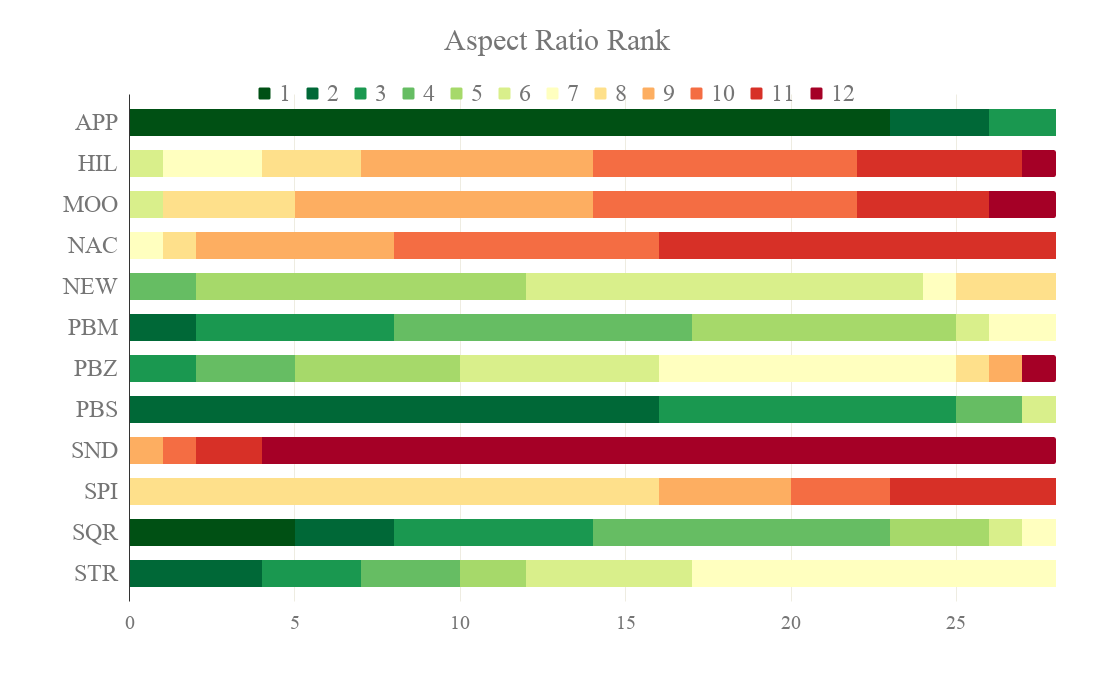 Aspect Ratio Rank
1 2 3 4 5 6 7 8 9 10 11 12
APP
HIL
MOO
NAC
NEW
PBM
PBZ
PBS
SND
SPI
SQR
STR
0 5 10 15 20 25